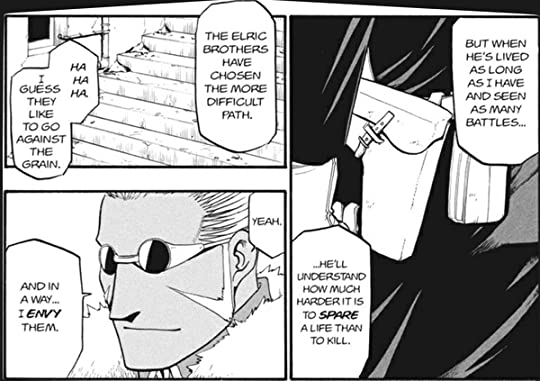 BUT WHEN
HE'S LIVED
AS LONG
AS I HAVE
AND SEEN
AS MANY
BATTLES...
...HE'LL
UNDERSTAND
HOW MUCH
HARDER IT IS
TO SPARE
A LIFE THAN
TO KILL.
THE ELRIC
BROTHERS
HAVE
CHOSEN
THE MORE
DIFFICULT
PATH.
HA
HA
HA.
I
GUESS
THEY
LIKE
TO GO
AGAINST
THE
GRAIN.
YEAH.
AND IN
A WAY...
I ENVY
THEM.